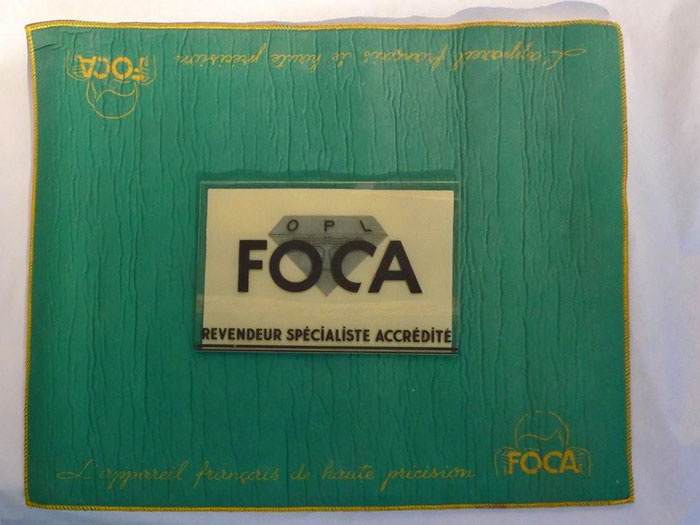 L'appareil français de haute précision
FOCA
OPL
FOCA
REVENDEUR SPÉCIALISTE ACCRÉDITÉ
L'appareil français de haute précision
FOCA